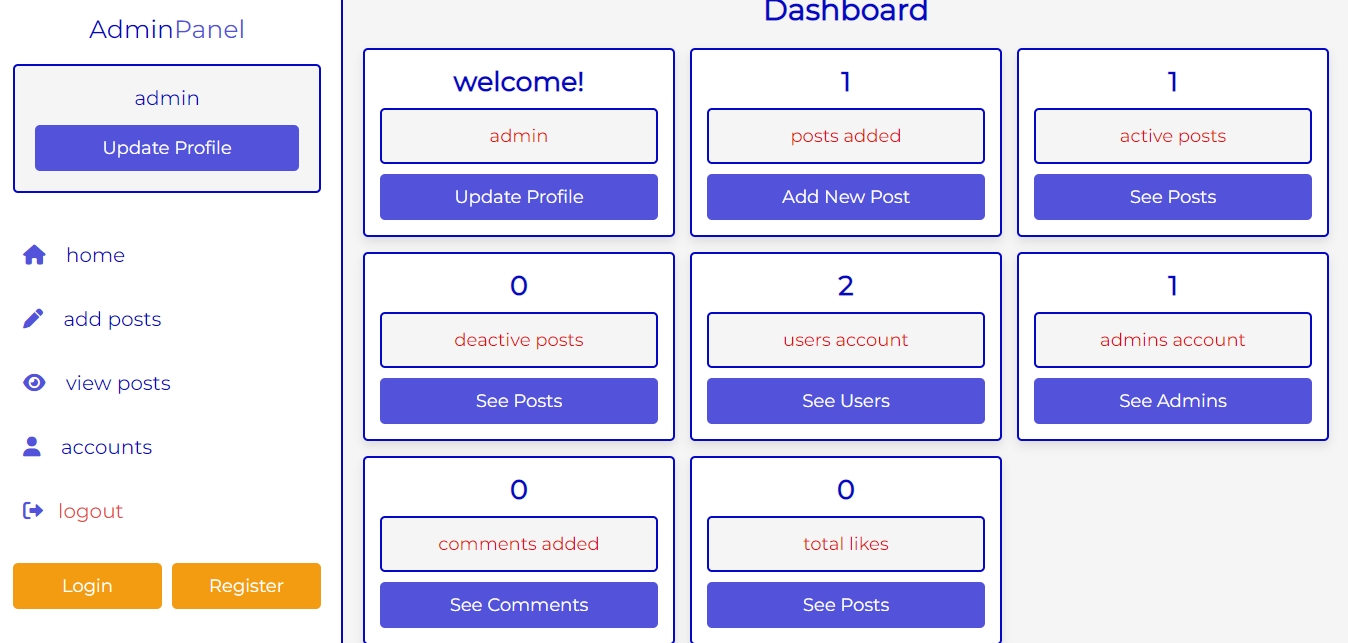 AdminPanel
admin
Update Profile
home
add posts
view posts
accounts
logout
Login
Register
Dashboard
welcome!
admin
Update Profile
1
posts added
Add New Post
1
active posts
See Posts
0
deactive posts
See Posts
2
users account
See Users
1
admins account
See Admins
0
comments added
See Comments
0
total likes
See Posts